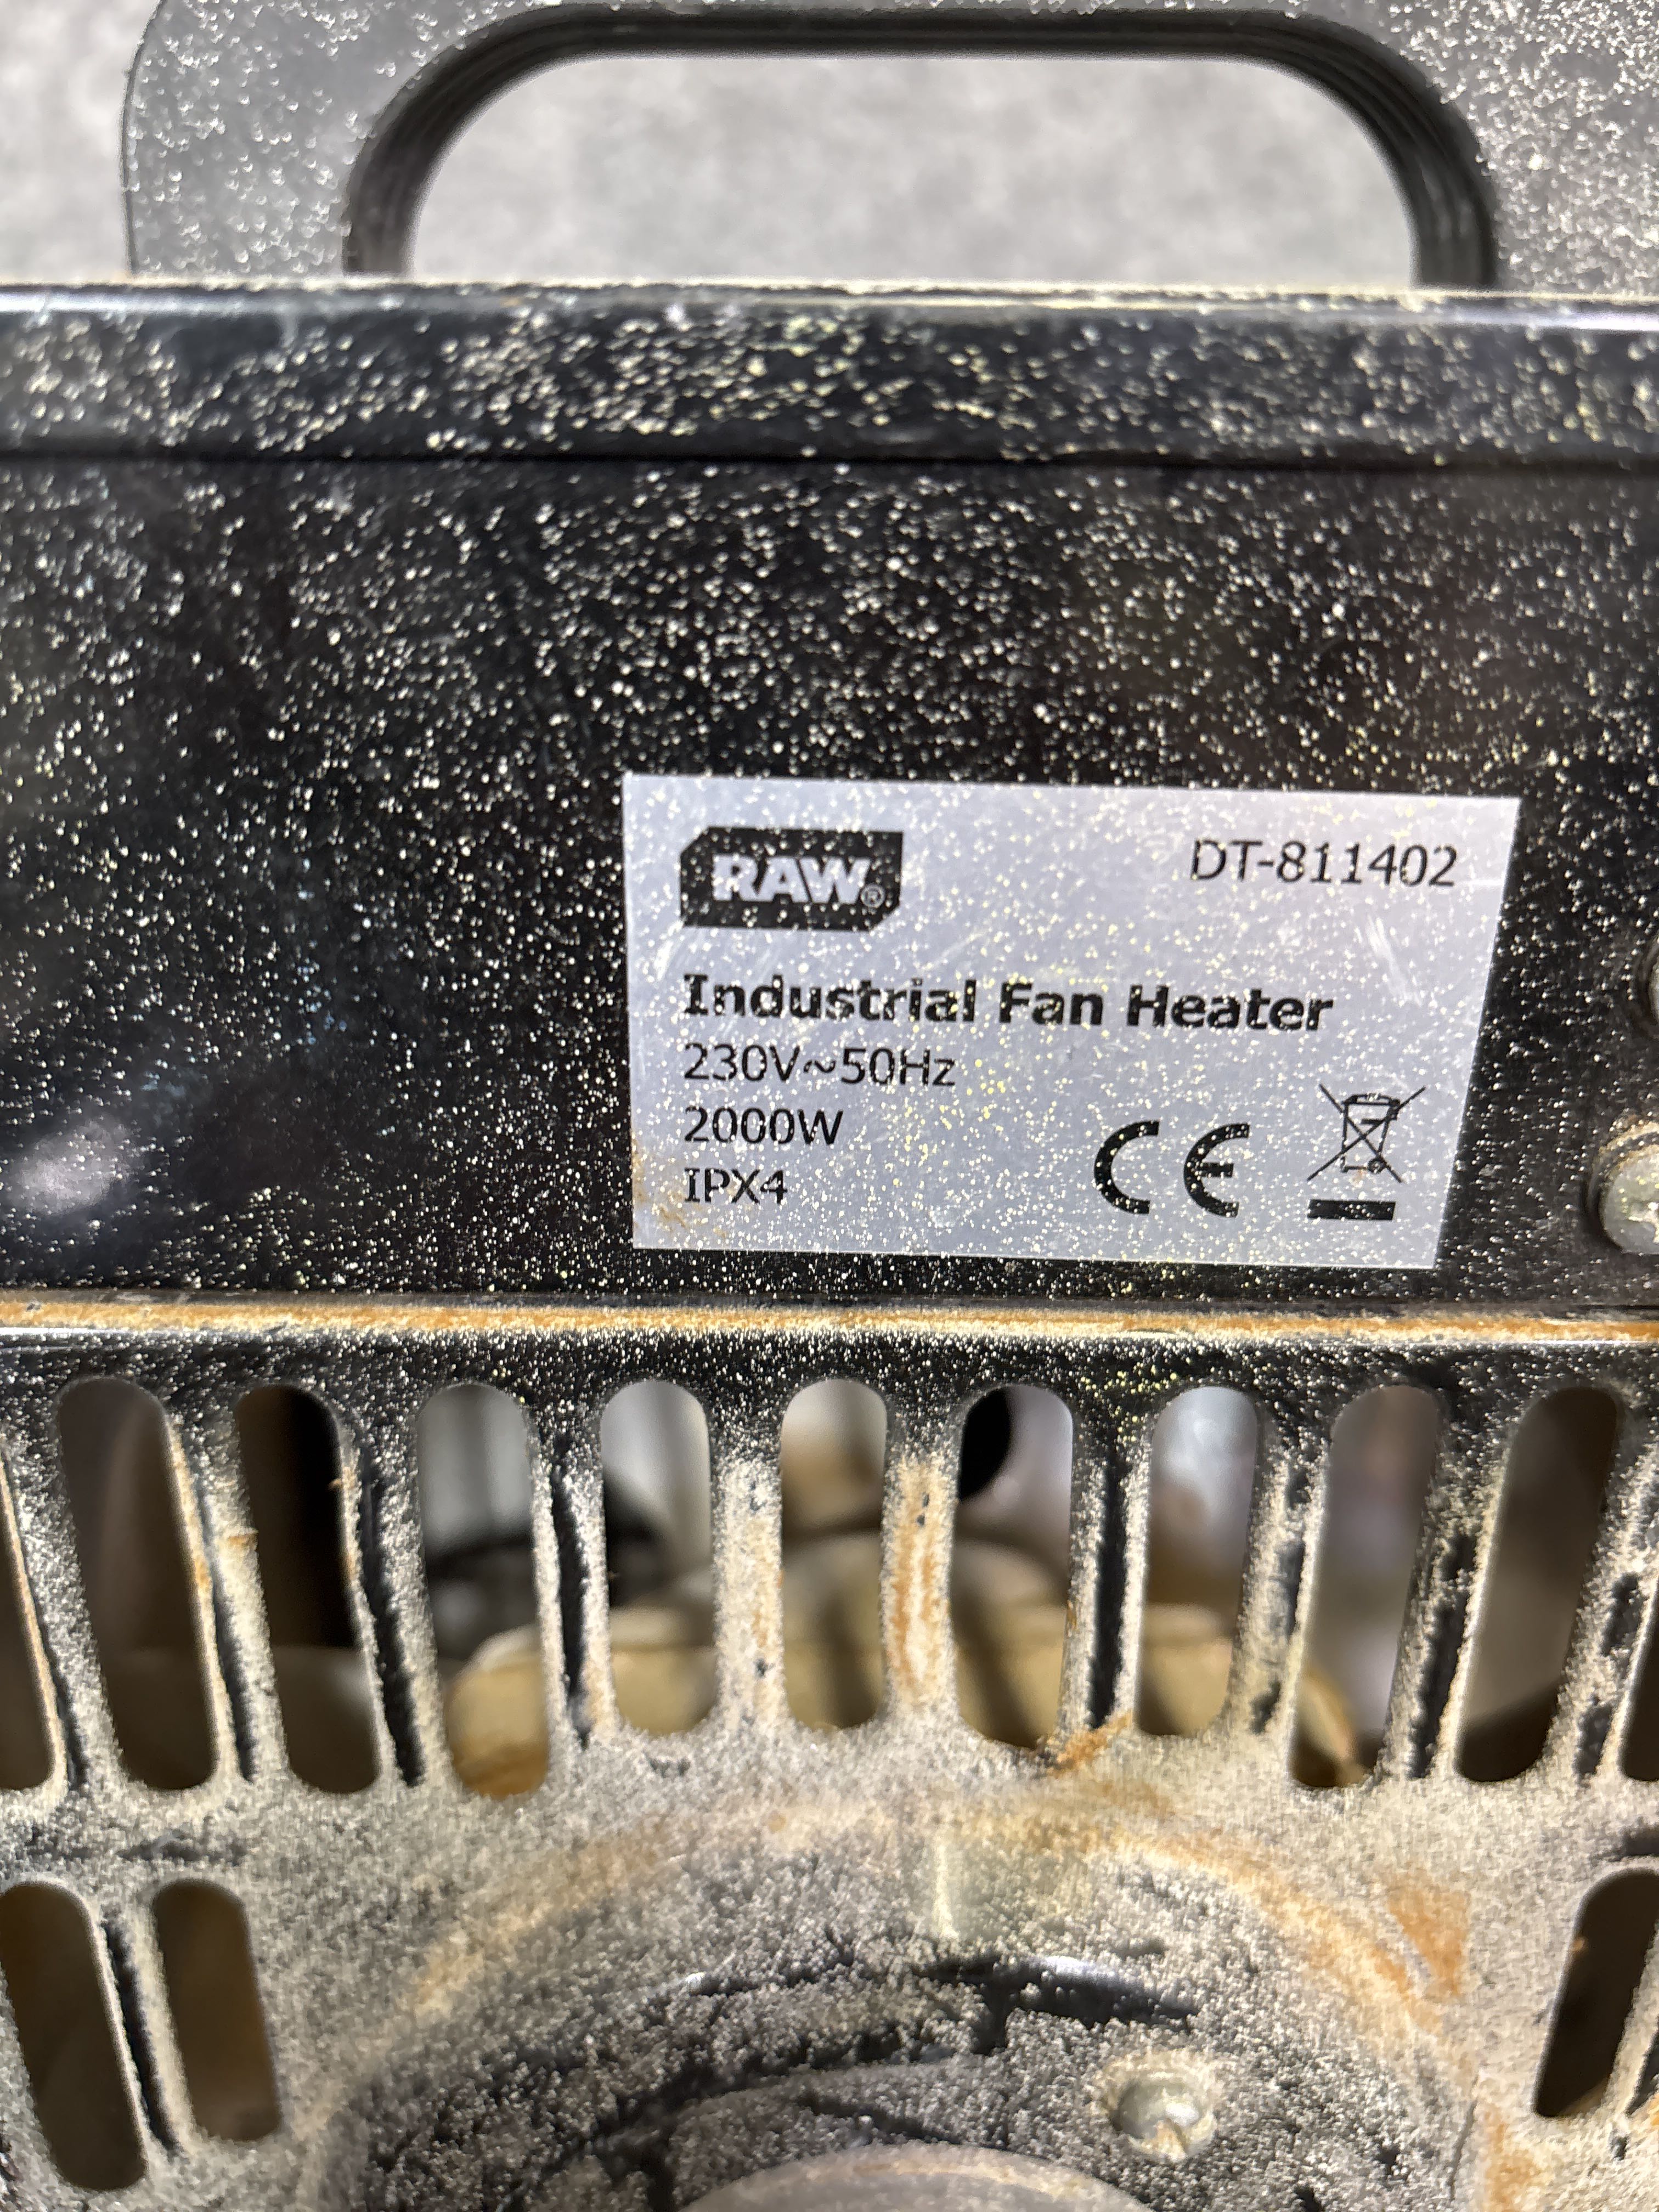 RAW®
DT-811402
Industrial Fan Heater
230V~50Hz
2000W
IPX4
CE